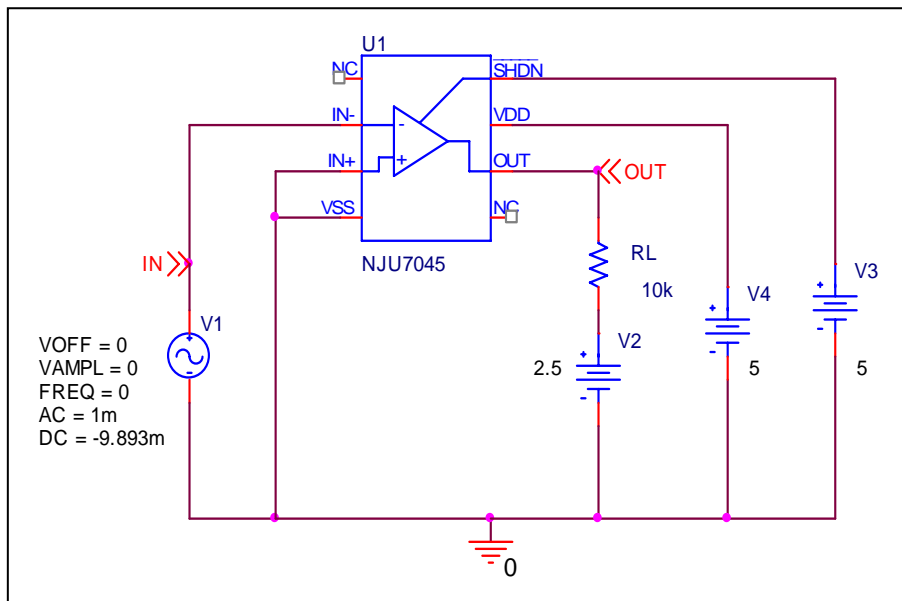 U1
NC
SHDN
IN-
-
VDD
IN+
+
OUT
OUT
VSS
NC
NJU7045
IN
RL
10k
V1
+
-
VOFF = 0
VAMPL = 0
FREQ = 0
AC = 1m
DC = -9.893m
V2
+
-
2.5
V4
+
-
5
V3
+
-
5
0